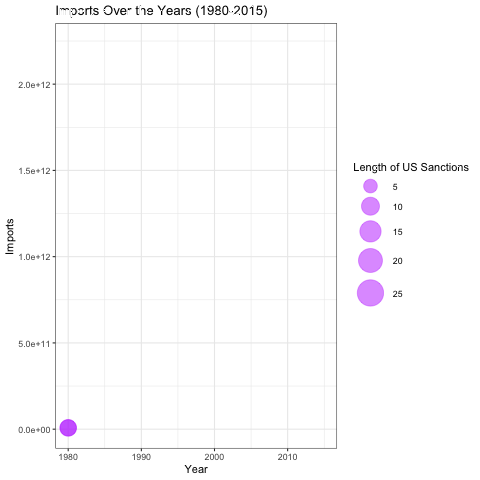 Imports Over the Years (1980-2015)
2.0e+12
1.5e+12
1.0e+12
5.0e+11
0.0e+00
Imports
1980 1990 2000 2010
Year
Length of US Sanctions
5
10
15
20
25